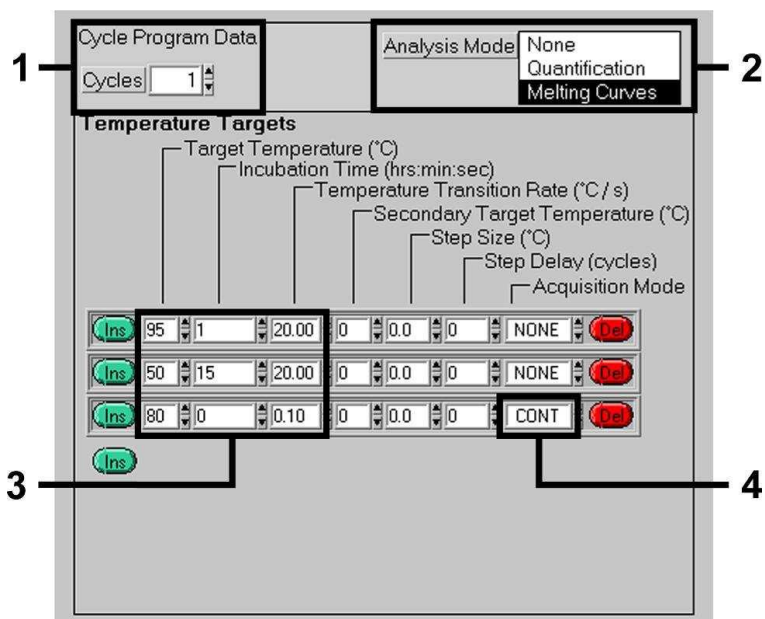 Cycle Program Data
Cycles 1
Analysis Mode None
Quantification
Melting Curves
1
2
Temperature Targets
Target Temperature (°C)
Incubation Time (hrs:min:sec)
Temperature Transition Rate (°C / s)
Secondary Target Temperature (°C)
Step Size (°C)
Step Delay (cycles)
Acquisition Mode
Ins 95 1 20.00 0 0.0 0 NONE Del
Ins 50 15 20.00 0 0.0 0 NONE Del
Ins 80 0 0.10 0 0.0 0 CONT Del
Ins
3
4